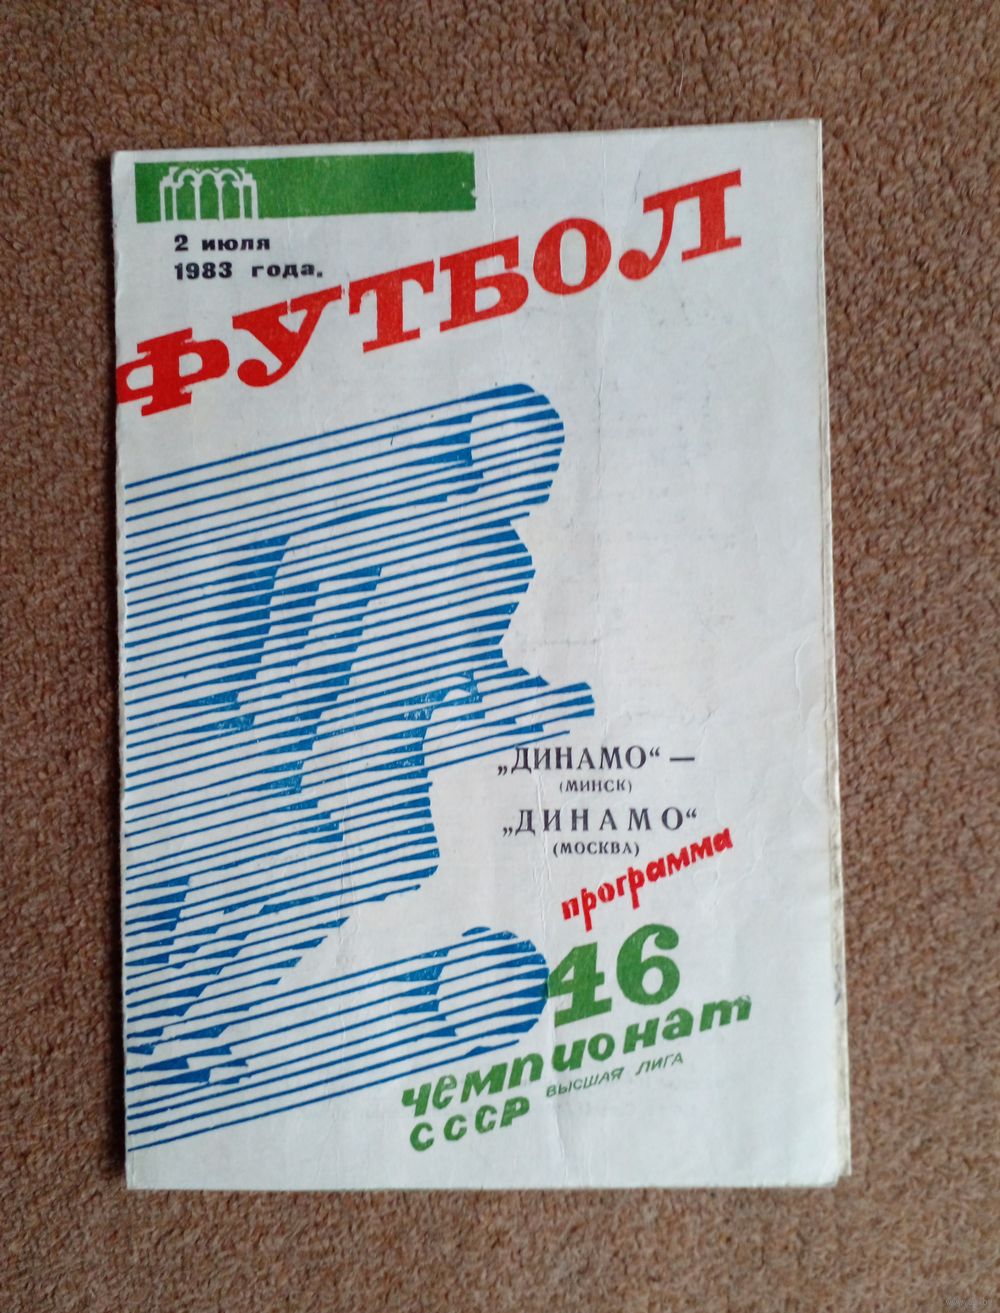 2 июля
1983 года.
ФУТБОЛ
„ДИНАМО“ —
(МИНСК)
„ДИНАМО“
(МОСКВА)
программа
46
чемпионат
СССР
ВЫСШАЯ ЛИГА